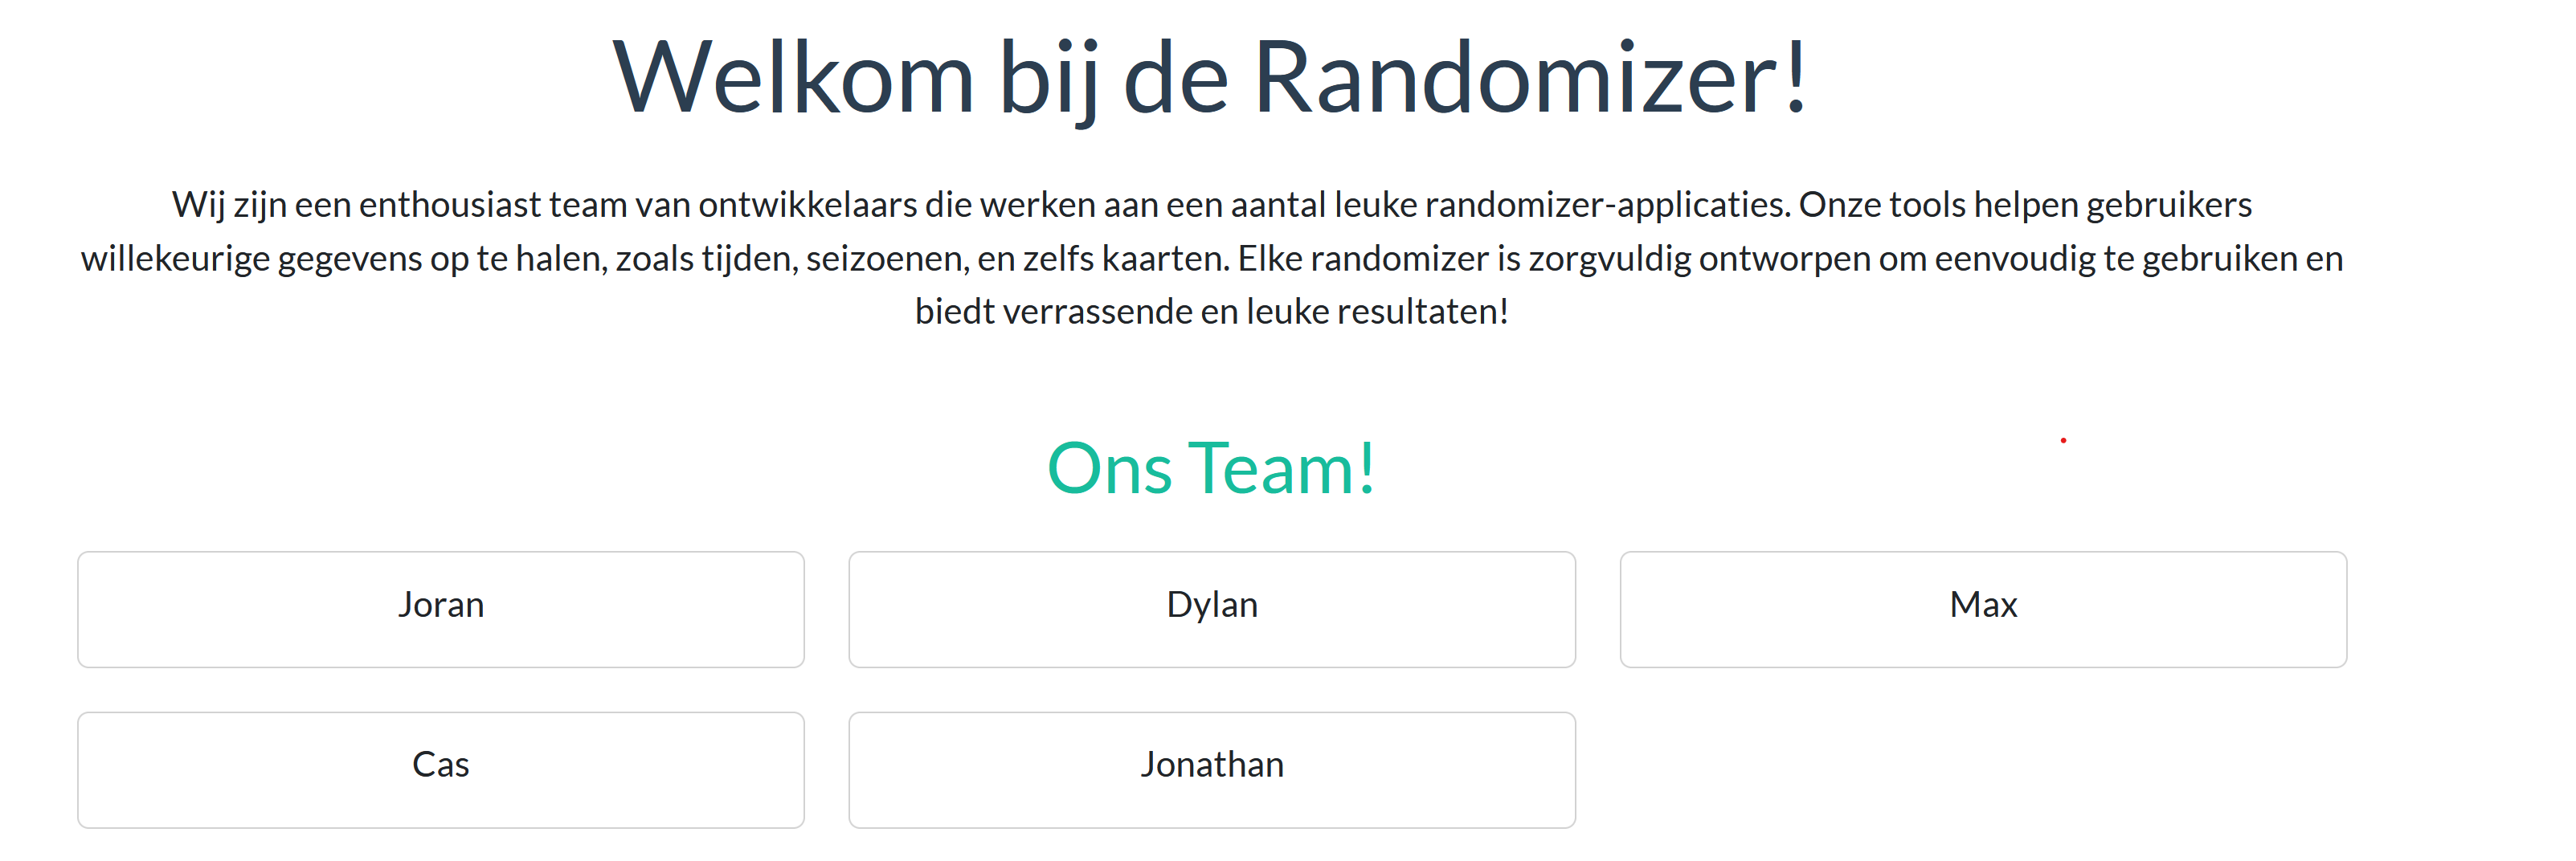 Welkom bij de Randomizer!
Wij zijn een enthousiast team van ontwikkelaars die werken aan een aantal leuke randomizer-applicaties. Onze tools helpen gebruikers
willekeurige gegevens op te halen, zoals tijden, seizoenen, en zelfs kaarten. Elke randomizer is zorgvuldig ontworpen om eenvoudig te gebruiken en
biedt verrassende en leuke resultaten!
Ons Team!
Joran
Dylan
Max
Cas
Jonathan